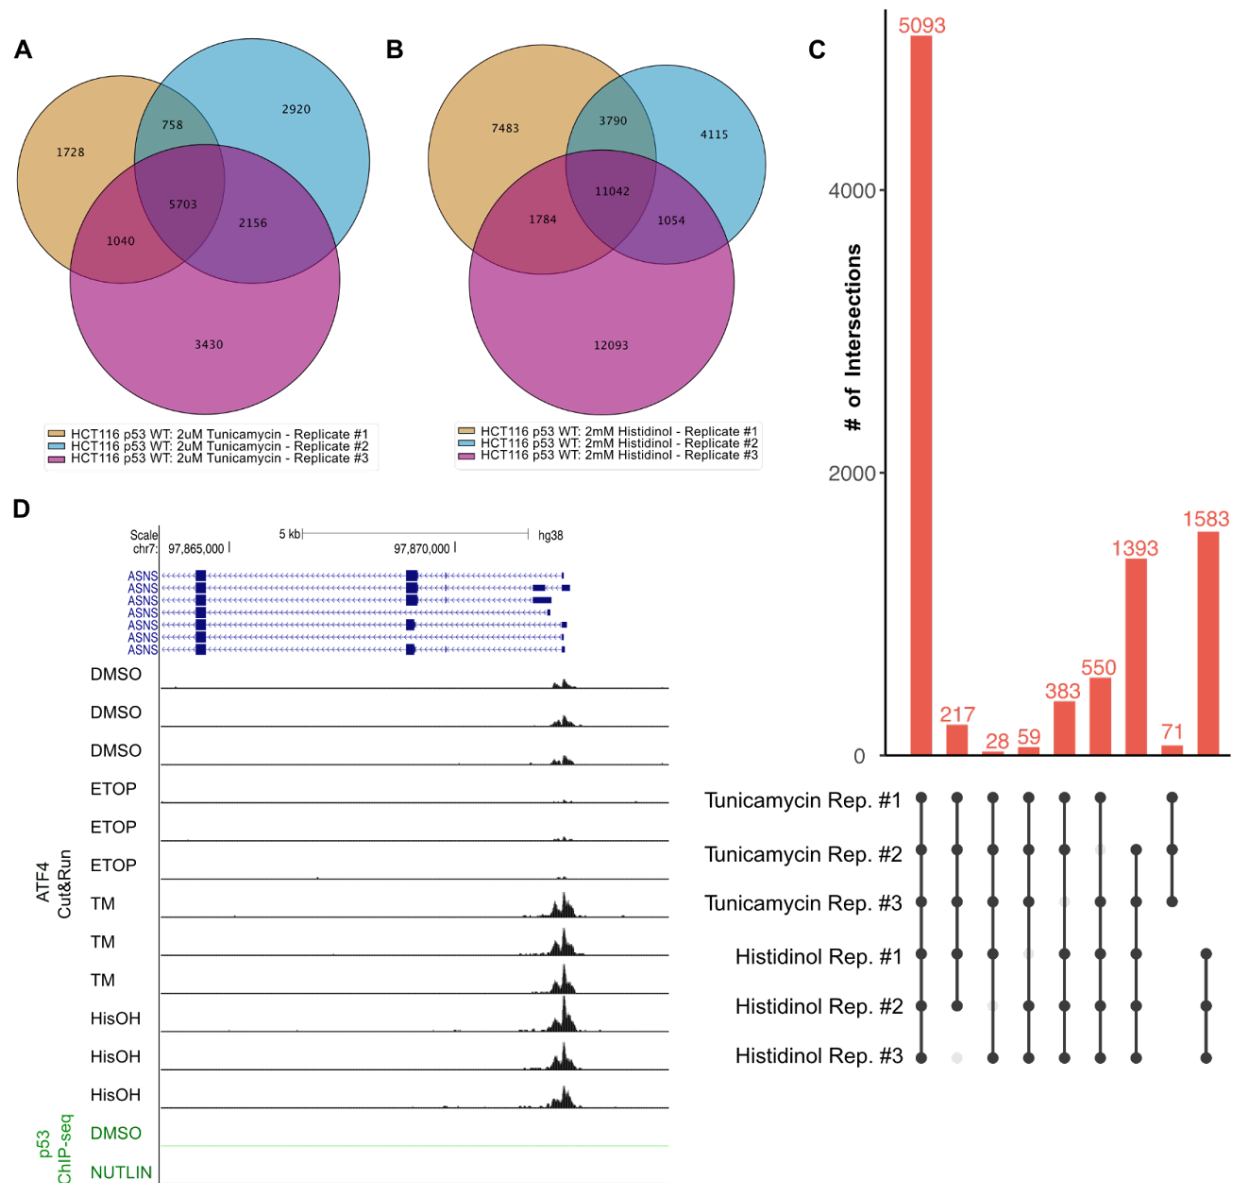 A
1728
758
2920
5703
1040
2156
3430
HCT116 p53 WT: 2uM Tunicamycin - Replicate #1
HCT116 p53 WT: 2uM Tunicamycin - Replicate #2
HCT116 p53 WT: 2uM Tunicamycin - Replicate #3
B
7483
3790
4115
11042
1784
1054
12093
HCT116 p53 WT: 2mM Histidinol - Replicate #1
HCT116 p53 WT: 2mM Histidinol - Replicate #2
HCT116 p53 WT: 2mM Histidinol - Replicate #3
C
# of Intersections
4000
2000
0
5093
217
28
59
383
550
1393
71
1583
Tunicamycin Rep. #1
Tunicamycin Rep. #2
Tunicamycin Rep. #3
Histidinol Rep. #1
Histidinol Rep. #2
Histidinol Rep. #3
D
Scale
5 kb
hg38
chr7:
97,865,000
97,870,000
ASNS
ASNS
ASNS
ASNS
ASNS
ASNS
ASNS
ATF4
Cut&Run
DMSO
DMSO
DMSO
ETOP
ETOP
ETOP
TM
TM
TM
HisOH
HisOH
HisOH
p53
ChIP-seq
DMSO
NUTLIN